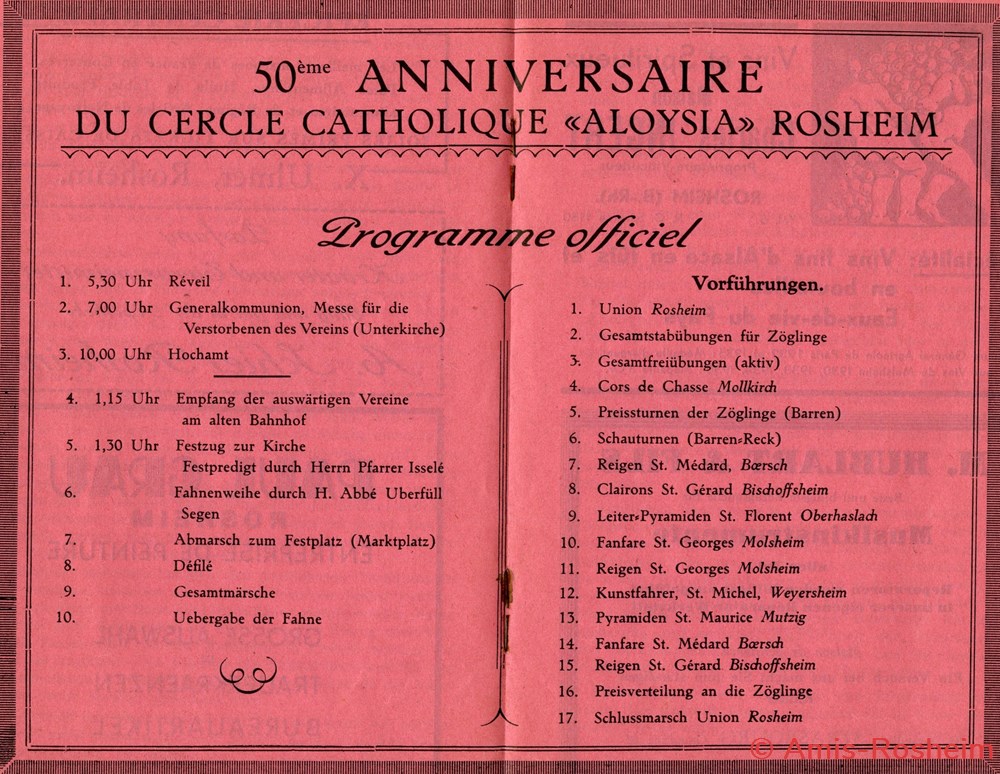 50ème ANNIVERSAIRE
DU CERCLE CATHOLIQUE «ALOYSIA» ROSHEIM
Programme officiel
1. 5,30 Uhr Réveil
2. 7,00 Uhr Generalkommunion, Messe für die
Verstorbenen des Vereins (Unterkirche)
3. 10,00 Uhr Hochamt
4. 1,15 Uhr Empfang der auswärtigen Vereine
am alten Bahnhof
5. 1,30 Uhr Festzug zur Kirche
Festpredigt durch Herrn Pfarrer Isselé
6. Fahnenweihe durch H. Abbé Uberfüll
Segen
7. Abmarsch zum Festplatz (Marktplatz)
8. Défilé
9. Gesamtmärsche
10. Uebergabe der Fahne
Vorführungen.
1. Union Rosheim
2. Gesamtstabübungen für Zöglinge
3. Gesamtfreiübungen (aktiv)
4. Cors de Chasse Mollkirch
5. Preissturnen der Zöglinge (Barren)
6. Schauturnen (Barren-Reck)
7. Reigen St. Médard, Bœrsch
8. Clairons St. Gérard Bischoffsheim
9. Leiter-Pyramiden St. Florent Oberhaslach
10. Fanfare St. Georges Molsheim
11. Reigen St. Georges Molsheim
12. Kunstfahrer, St. Michel, Weyersheim
13. Pyramiden St. Maurice Mutzig
14. Fanfare St. Médard Bœrsch
15. Reigen St. Gérard Bischoffsheim
16. Preisverteilung an die Zöglinge
17. Schlussmarsch Union Rosheim
© Amis-Rosheim